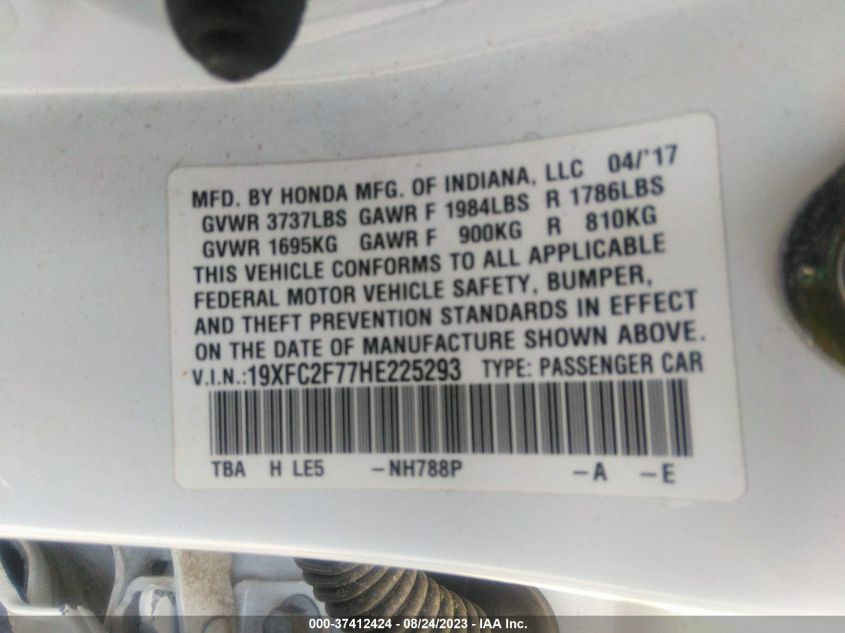 MFD. BY HONDA MFG. OF INDIANA, LLC 04/'17
GVWR 3737LBS GAWR F 1984LBS R 1786LBS
GVWR 1695KG GAWR F 900KG R 810KG
THIS VEHICLE CONFORMS TO ALL APPLICABLE
FEDERAL MOTOR VEHICLE SAFETY, BUMPER,
AND THEFT PREVENTION STANDARDS IN EFFECT
ON THE DATE OF MANUFACTURE SHOWN ABOVE.
V.I.N.:19XFC2F77HE225293 TYPE: PASSENGER CAR
TBA H LE5 -NH788P -A -E
000-37412424 - 08/24/2023 - IAA Inc.